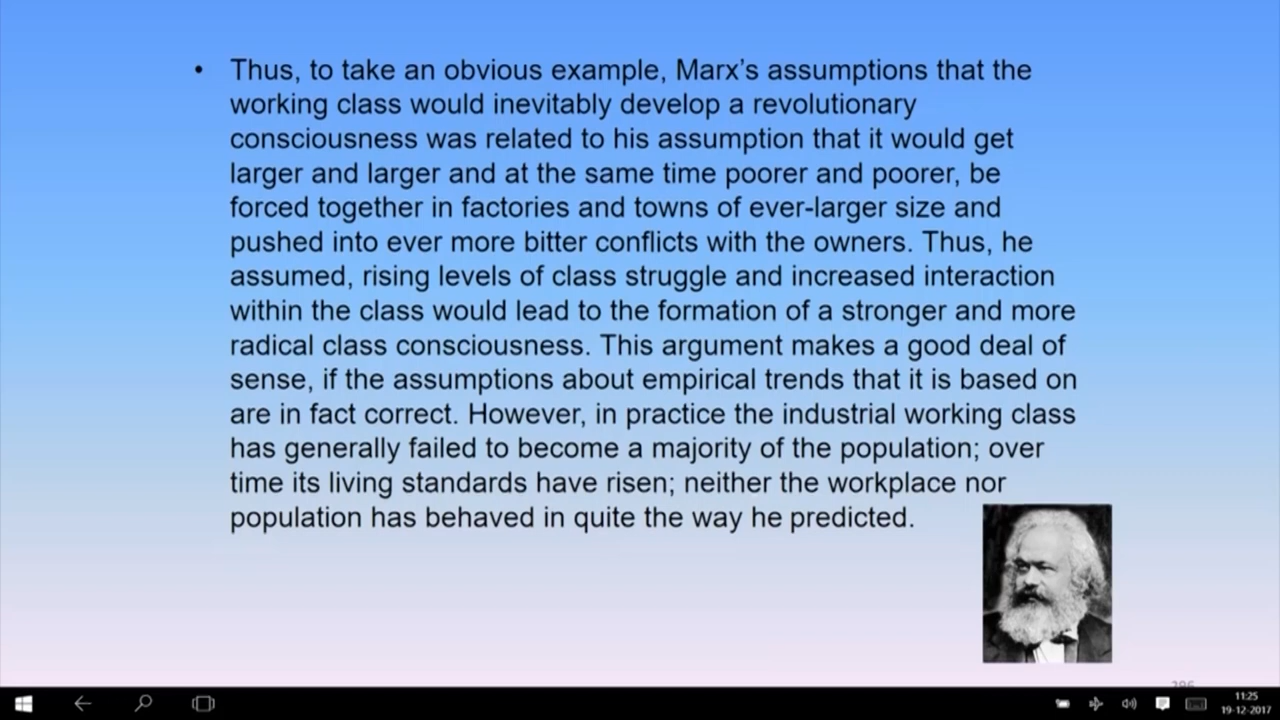 • Thus, to take an obvious example, Marx's assumptions that the
working class would inevitably develop a revolutionary
consciousness was related to his assumption that it would get
larger and larger and at the same time poorer and poorer, be
forced together in factories and towns of ever-larger size and
pushed into ever more bitter conflicts with the owners. Thus, he
assumed, rising levels of class struggle and increased interaction
within the class would lead to the formation of a stronger and more
radical class consciousness. This argument makes a good deal of
sense, if the assumptions about empirical trends that it is based on
are in fact correct. However, in practice the industrial working class
has generally failed to become a majority of the population; over
time its living standards have risen; neither the workplace nor
population has behaved in quite the way he predicted.
11:25
19-12-2017